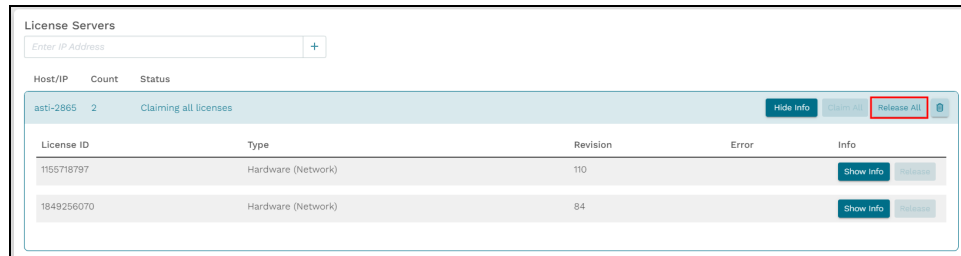 License Servers
Enter IP Address +
Host/IP Count Status
asti-2865 2 Claiming all licenses Hide Info Claim All Release All
License ID Type Revision Error Info
1155718797 Hardware (Network) 110 Show Info Release
1849256070 Hardware (Network) 84 Show Info Release